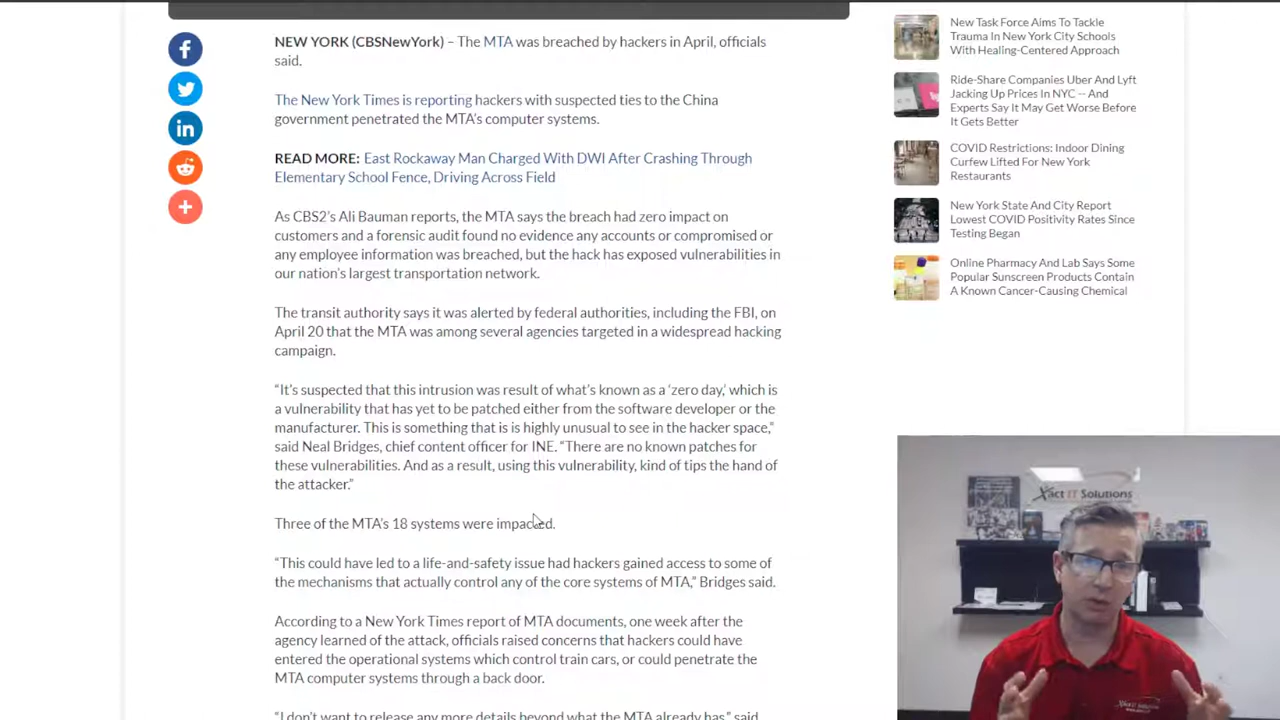 NEW YORK (CBSNewYork) – The MTA was breached by hackers in April, officials
said.
The New York Times is reporting hackers with suspected ties to the China
government penetrated the MTA's computer systems.
READ MORE: East Rockaway Man Charged With DWI After Crashing Through
Elementary School Fence, Driving Across Field
As CBS2's Ali Bauman reports, the MTA says the breach had zero impact on
customers and a forensic audit found no evidence any accounts or compromised or
any employee information was breached, but the hack has exposed vulnerabilities in
our nation's largest transportation network.
The transit authority says it was alerted by federal authorities, including the FBI, on
April 20 that the MTA was among several agencies targeted in a widespread hacking
campaign.
“It's suspected that this intrusion was result of what's known as a ‘zero day,’ which is
a vulnerability that has yet to be patched either from the software developer or the
manufacturer. This is something that is is highly unusual to see in the hacker space,”
said Neal Bridges, chief content officer for INE. “There are no known patches for
these vulnerabilities. And as a result, using this vulnerability, kind of tips the hand of
the attacker.”
Three of the MTA's 18 systems were impacted.
“This could have led to a life-and-safety issue had hackers gained access to some of
the mechanisms that actually control any of the core systems of MTA,” Bridges said.
According to a New York Times report of MTA documents, one week after the
agency learned of the attack, officials raised concerns that hackers could have
entered the operational systems which control train cars, or could penetrate the
MTA computer systems through a back door.
“I don't want to release any more details beyond what the MTA already has,” said
New Task Force Aims To Tackle
Trauma In New York City Schools
With Healing-Centered Approach
Ride-Share Companies Uber And Lyft
Jacking Up Prices In NYC -- And
Experts Say It May Get Worse Before
It Gets Better
COVID Restrictions: Indoor Dining
Curfew Lifted For New York
Restaurants
New York State And City Report
Lowest COVID Positivity Rates Since
Testing Began
Online Pharmacy And Lab Says Some
Popular Sunscreen Products Contain
A Known Cancer-Causing Chemical
Xact IT Solutions
Xact IT Solutions